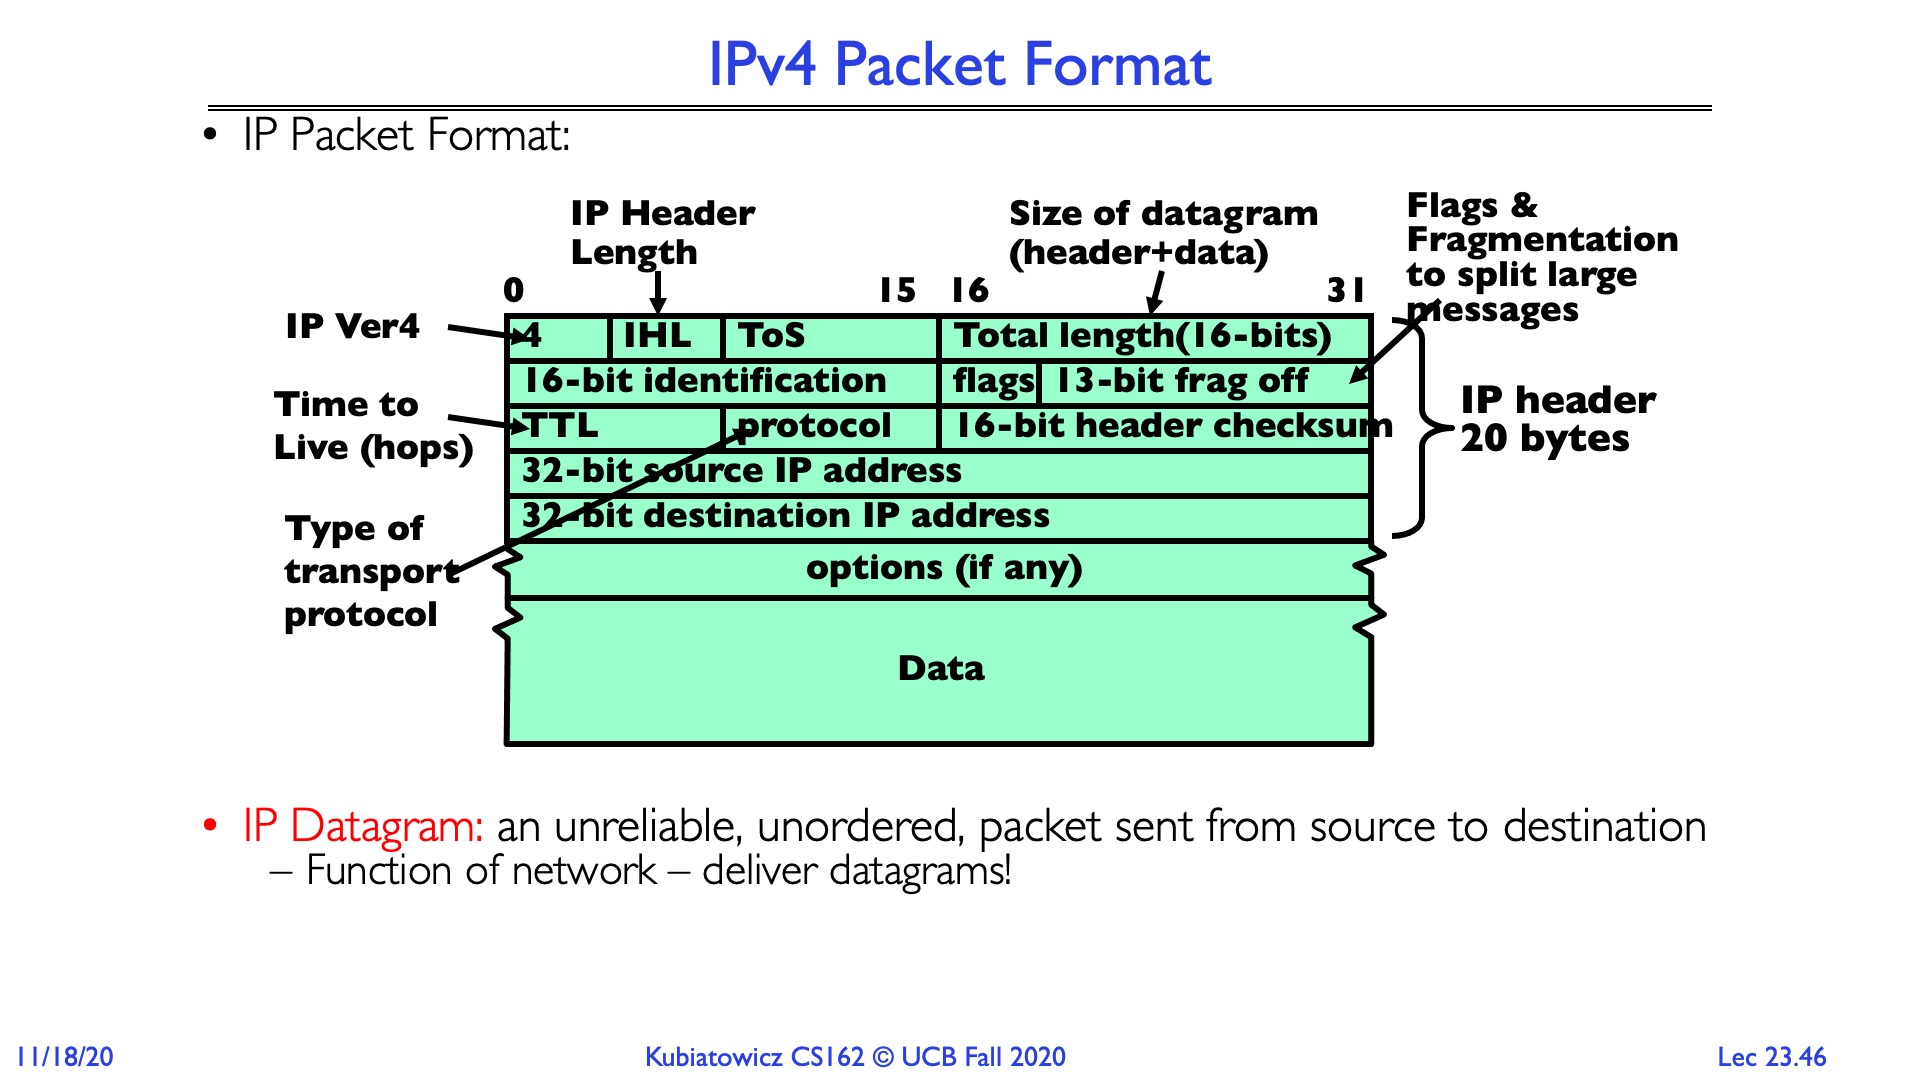 IPv4 Packet Format
• IP Packet Format:
IP Header
Length
Size of datagram
(header+data)
Flags &
Fragmentation
to split large
messages
0
15
16
31
IP Ver4
4
IHL
ToS
Total length(16-bits)
16-bit identification
flags
13-bit frag off
Time to
Live (hops)
TTL
protocol
16-bit header checksum
IP header
20 bytes
32-bit source IP address
32-bit destination IP address
Type of
transport
protocol
options (if any)
Data
• IP Datagram: an unreliable, unordered, packet sent from source to destination
– Function of network – deliver datagrams!
11/18/20
Kubiatowicz CS162 © UCB Fall 2020
Lec 23.46